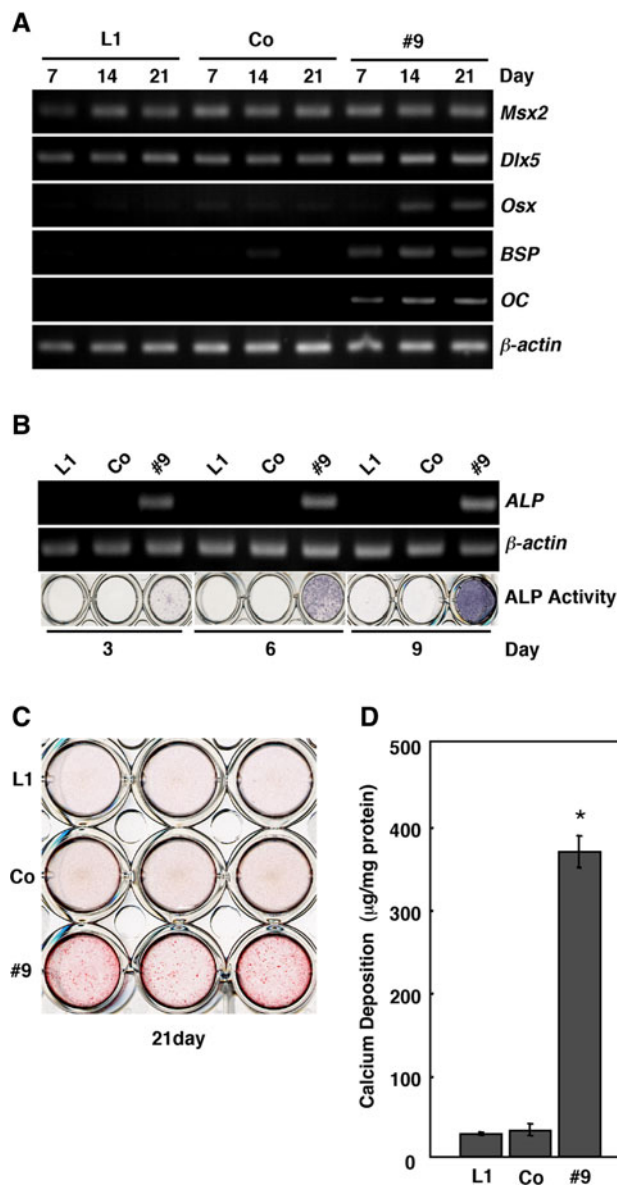 A
L1 Co #9
7 14 21 7 14 21 7 14 21 Day
Msx2
Dlx5
Osx
BSP
OC
β-actin
B
L1 Co #9 L1 Co #9 L1 Co #9
ALP
β-actin
ALP Activity
3 6 9 Day
C
L1
Co
#9
21day
D
Calcium Deposition (µg/mg protein)
500
400
300
200
100
0
*
L1 Co #9